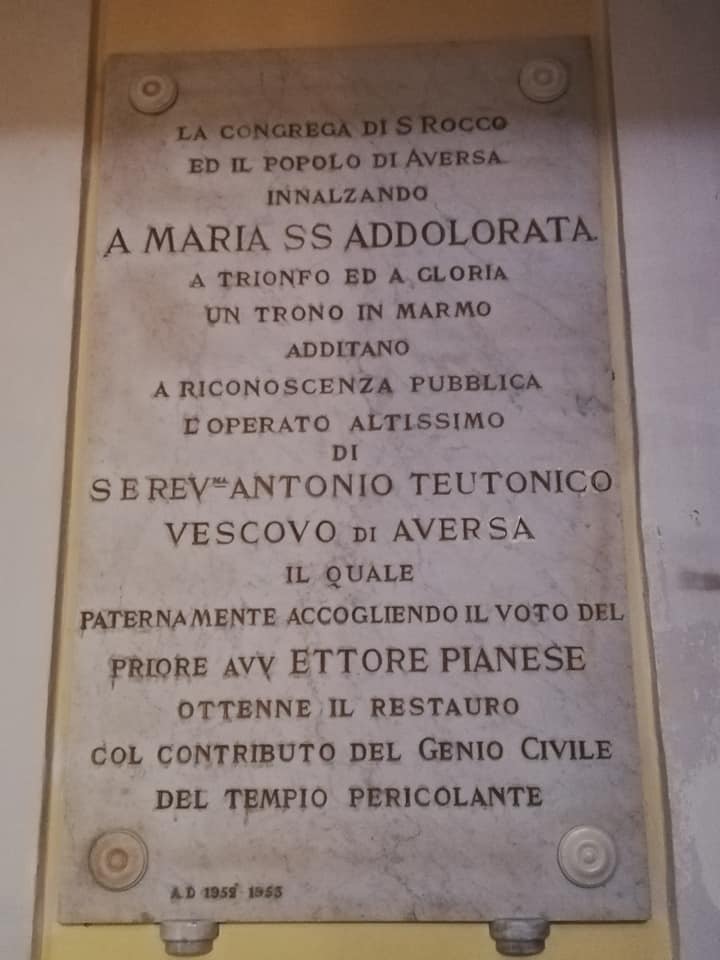 LA CONGREGA DI S ROCCO
ED IL POPOLO DI AVERSA
INNALZANDO
A MARIA SS ADDOLORATA
A TRIONFO ED A GLORIA
UN TRONO IN MARMO
ADDITANO
A RICONOSCENZA PUBBLICA
L'OPERATO ALTISSIMO
DI
S E REV.MA ANTONIO TEUTONICO
VESCOVO DI AVERSA
IL QUALE
PATERNAMENTE ACCOGLIENDO IL VOTO DEL
PRIORE AVV ETTORE PIANESE
OTTENNE IL RESTAURO
COL CONTRIBUTO DEL GENIO CIVILE
DEL TEMPIO PERICOLANTE
A D 1952 1953